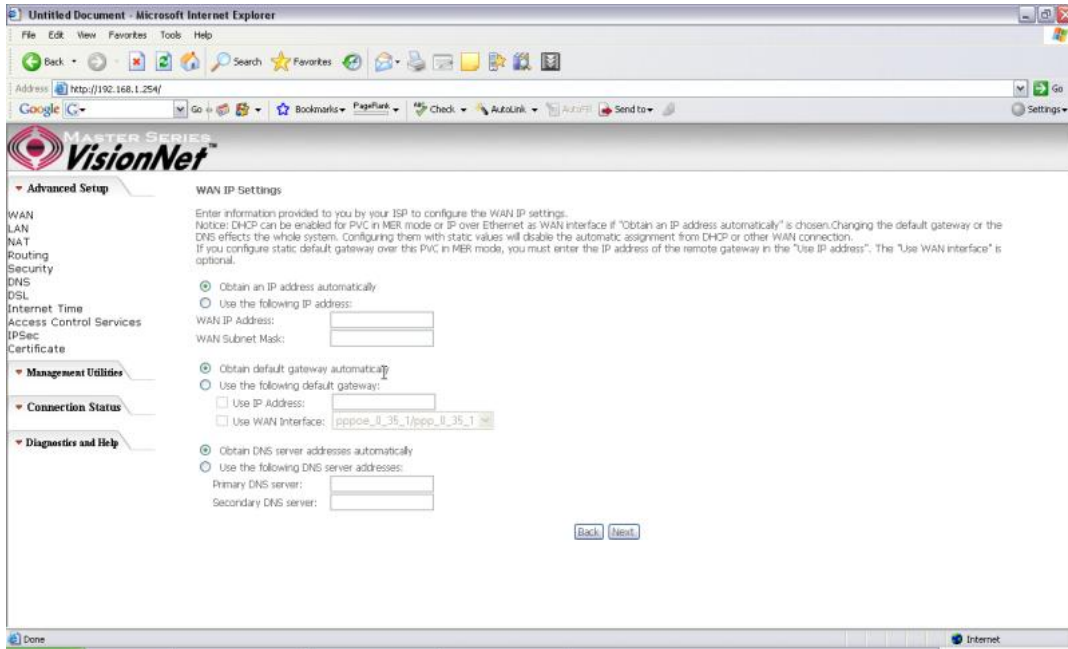 Untitled Document - Microsoft Internet Explorer
File Edit View Favorites Tools Help
Back Search Favorites
Address http://192.168.1.254/ Go
Google G Go Bookmarks PageRank Check AutoLink AutoFill Send to Settings
MASTER SERIES
VisionNet™
Advanced Setup
WAN
LAN
NAT
Routing
Security
DNS
DSL
Internet Time
Access Control Services
IPSec
Certificate
Management Utilities
Connection Status
Diagnostics and Help
WAN IP Settings
Enter information provided to you by your ISP to configure the WAN IP settings.
Notice: DHCP can be enabled for PVC in MER mode or IP over Ethernet as WAN interface if "Obtain an IP address automatically" is chosen.Changing the default gateway or the
DNS effects the whole system. Configuring them with static values will disable the automatic assignment from DHCP or other WAN connection.
If you configure static default gateway over this PVC in MER mode, you must enter the IP address of the remote gateway in the "Use IP address". The "Use WAN interface" is
optional.
Obtain an IP address automatically
Use the following IP address:
WAN IP Address:
WAN Subnet Mask:
Obtain default gateway automatically
Use the following default gateway:
Use IP Address:
Use WAN Interface: pppoe_0_35_1/ppp_0_35_1
Obtain DNS server addresses automatically
Use the following DNS server addresses:
Primary DNS server:
Secondary DNS server:
Back Next
Done Internet